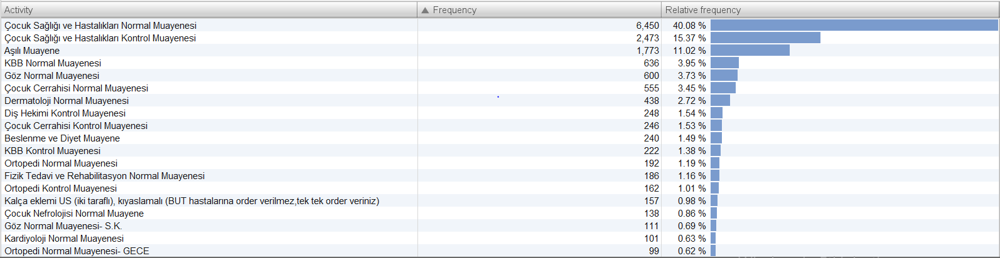 Activity Frequency Relative frequency
Çocuk Sağlığı ve Hastalıkları Normal Muayenesi 6,450 40.08 %
Çocuk Sağlığı ve Hastalıkları Kontrol Muayenesi 2,473 15.37 %
Aşılı Muayene 1,773 11.02 %
KBB Normal Muayenesi 636 3.95 %
Göz Normal Muayenesi 600 3.73 %
Çocuk Cerrahisi Normal Muayenesi 555 3.45 %
Dermatoloji Normal Muayenesi 438 2.72 %
Diş Hekimi Kontrol Muayenesi 248 1.54 %
Çocuk Cerrahisi Kontrol Muayenesi 246 1.53 %
Beslenme ve Diyet Muayene 240 1.49 %
KBB Kontrol Muayenesi 222 1.38 %
Ortopedi Normal Muayenesi 192 1.19 %
Fizik Tedavi ve Rehabilitasyon Normal Muayenesi 186 1.16 %
Ortopedi Kontrol Muayenesi 162 1.01 %
Kalça eklemi US (iki taraflı), kıyaslamalı (BUT hastalarına order verilmez,tek tek order veriniz) 157 0.98 %
Çocuk Nefrolojisi Normal Muayene 138 0.86 %
Göz Normal Muayenesi- S.K. 111 0.69 %
Kardiyoloji Normal Muayenesi 101 0.63 %
Ortopedi Normal Muayenesi- GECE 99 0.62 %